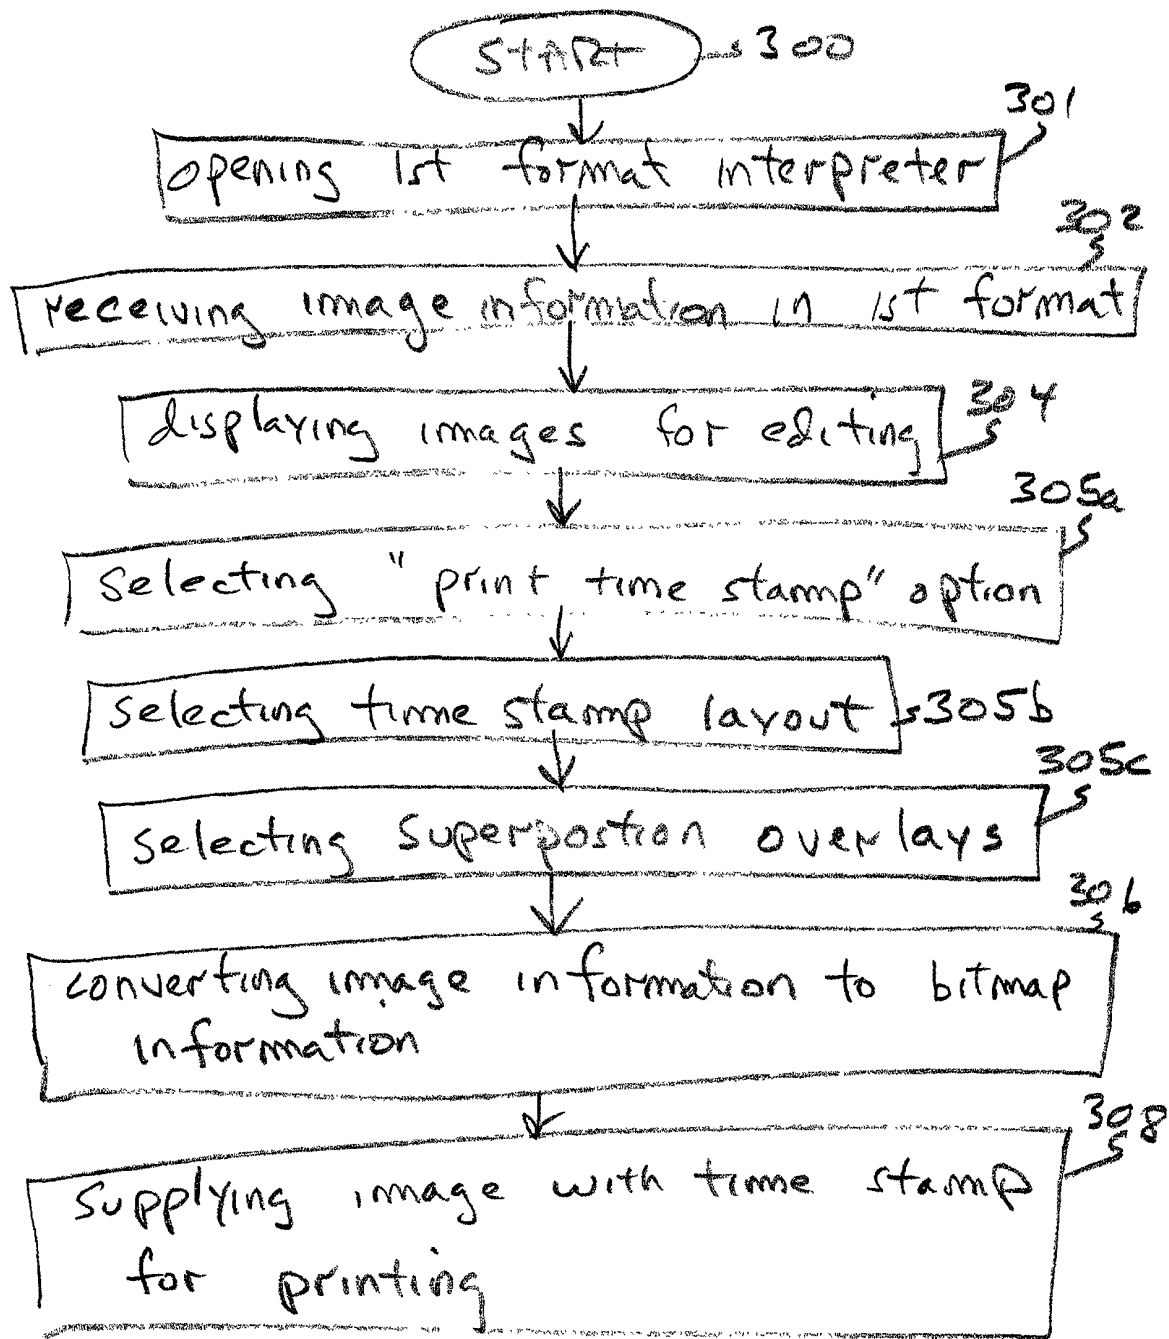 START 300
301
opening 1st format interpreter
302
receiving image information in 1st format
displaying images for editing 304
305a
selecting "print time stamp" option
selecting time stamp layout 305b
305c
selecting superpostion overlays
306
converting image information to bitmap
information
308
supplying image with time stamp
for printing